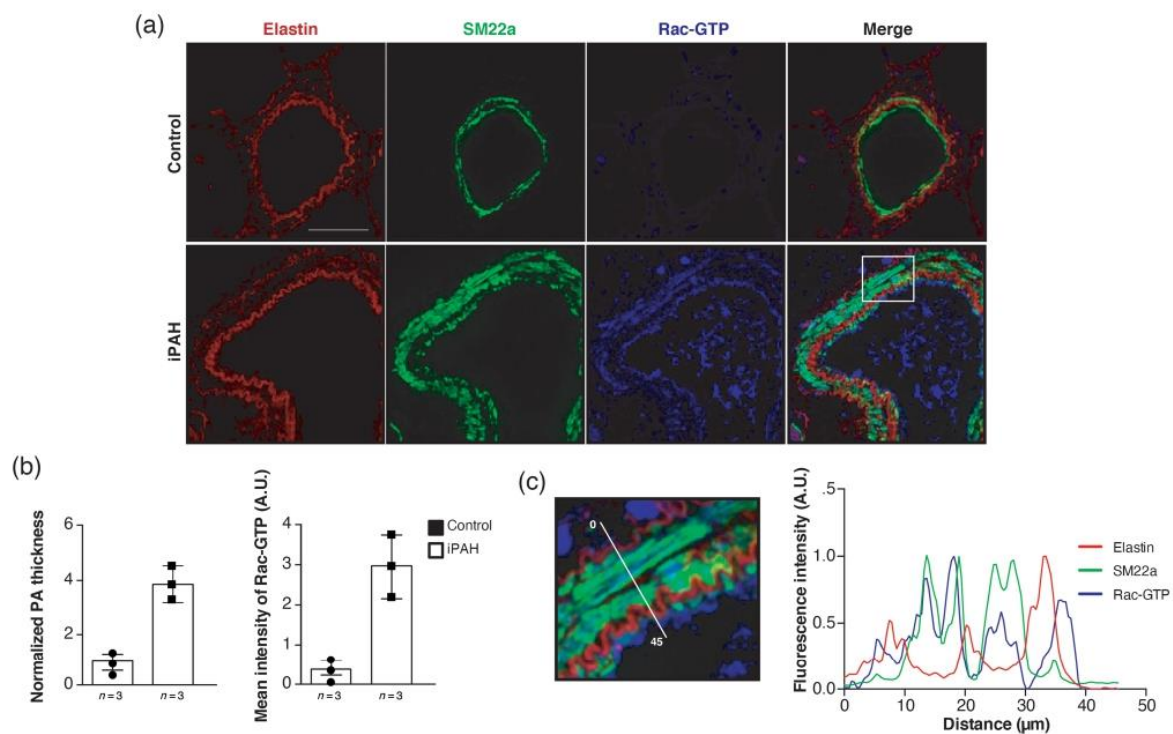 (a)
Elastin SM22a Rac-GTP Merge
Control
iPAH
(b)
Normalized PA thickness
6
4
2
0
n=3 n=3
Mean intensity of Rac-GTP (A.U.)
4
3
2
1
0
n=3 n=3
Control
iPAH
(c)
0
45
Fluorescence intensity (A.U.)
.5
1.0
0.5
0.0
0 10 20 30 40 50
Distance (µm)
Elastin
SM22a
Rac-GTP